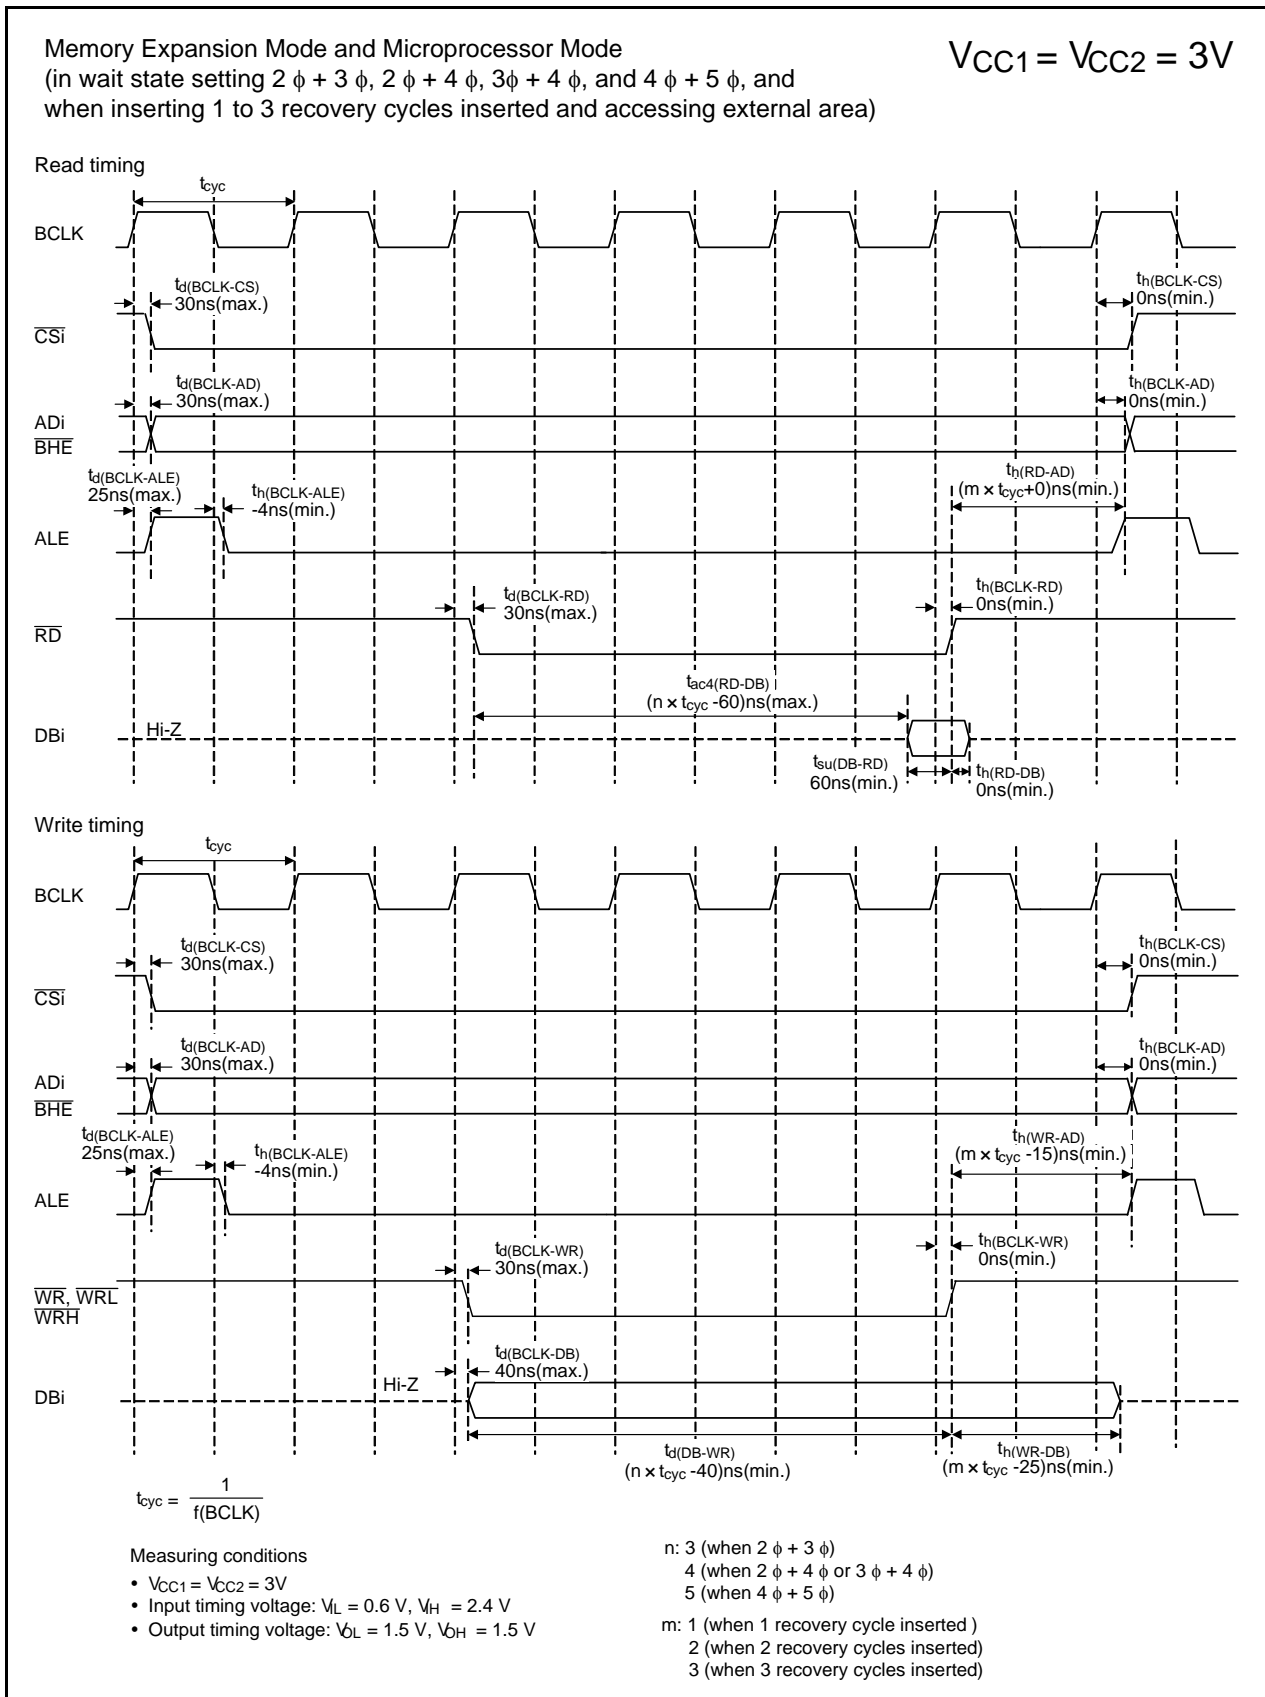 Memory Expansion Mode and Microprocessor Mode
(in wait state setting 2 ϕ + 3 ϕ, 2 ϕ + 4 ϕ, 3ϕ + 4 ϕ, and 4 ϕ + 5 ϕ, and
when inserting 1 to 3 recovery cycles inserted and accessing external area)
VCC1 = VCC2 = 3V
Read timing
tcyc
BCLK
td(BCLK-CS)
30ns(max.)
th(BCLK-CS)
0ns(min.)
CSi
td(BCLK-AD)
30ns(max.)
th(BCLK-AD)
0ns(min.)
ADi
BHE
td(BCLK-ALE)
25ns(max.)
th(BCLK-ALE)
-4ns(min.)
th(RD-AD)
(m × tcyc+0)ns(min.)
ALE
td(BCLK-RD)
30ns(max.)
th(BCLK-RD)
0ns(min.)
RD
tac4(RD-DB)
(n × tcyc -60)ns(max.)
DBi
Hi-Z
tsu(DB-RD)
60ns(min.)
th(RD-DB)
0ns(min.)
Write timing
tcyc
BCLK
td(BCLK-CS)
30ns(max.)
th(BCLK-CS)
0ns(min.)
CSi
td(BCLK-AD)
30ns(max.)
th(BCLK-AD)
0ns(min.)
ADi
BHE
td(BCLK-ALE)
25ns(max.)
th(BCLK-ALE)
-4ns(min.)
th(WR-AD)
(m × tcyc -15)ns(min.)
ALE
td(BCLK-WR)
30ns(max.)
th(BCLK-WR)
0ns(min.)
WR, WRL
WRH
td(BCLK-DB)
40ns(max.)
Hi-Z
DBi
td(DB-WR)
(n × tcyc -40)ns(min.)
th(WR-DB)
(m × tcyc -25)ns(min.)
tcyc = 1
f(BCLK)
Measuring conditions
• VCC1 = VCC2 = 3V
• Input timing voltage: VIL = 0.6 V, VIH = 2.4 V
• Output timing voltage: VOL = 1.5 V, VOH = 1.5 V
n: 3 (when 2 ϕ + 3 ϕ)
4 (when 2 ϕ + 4 ϕ or 3 ϕ + 4 ϕ)
5 (when 4 ϕ + 5 ϕ)
m: 1 (when 1 recovery cycle inserted )
2 (when 2 recovery cycles inserted)
3 (when 3 recovery cycles inserted)